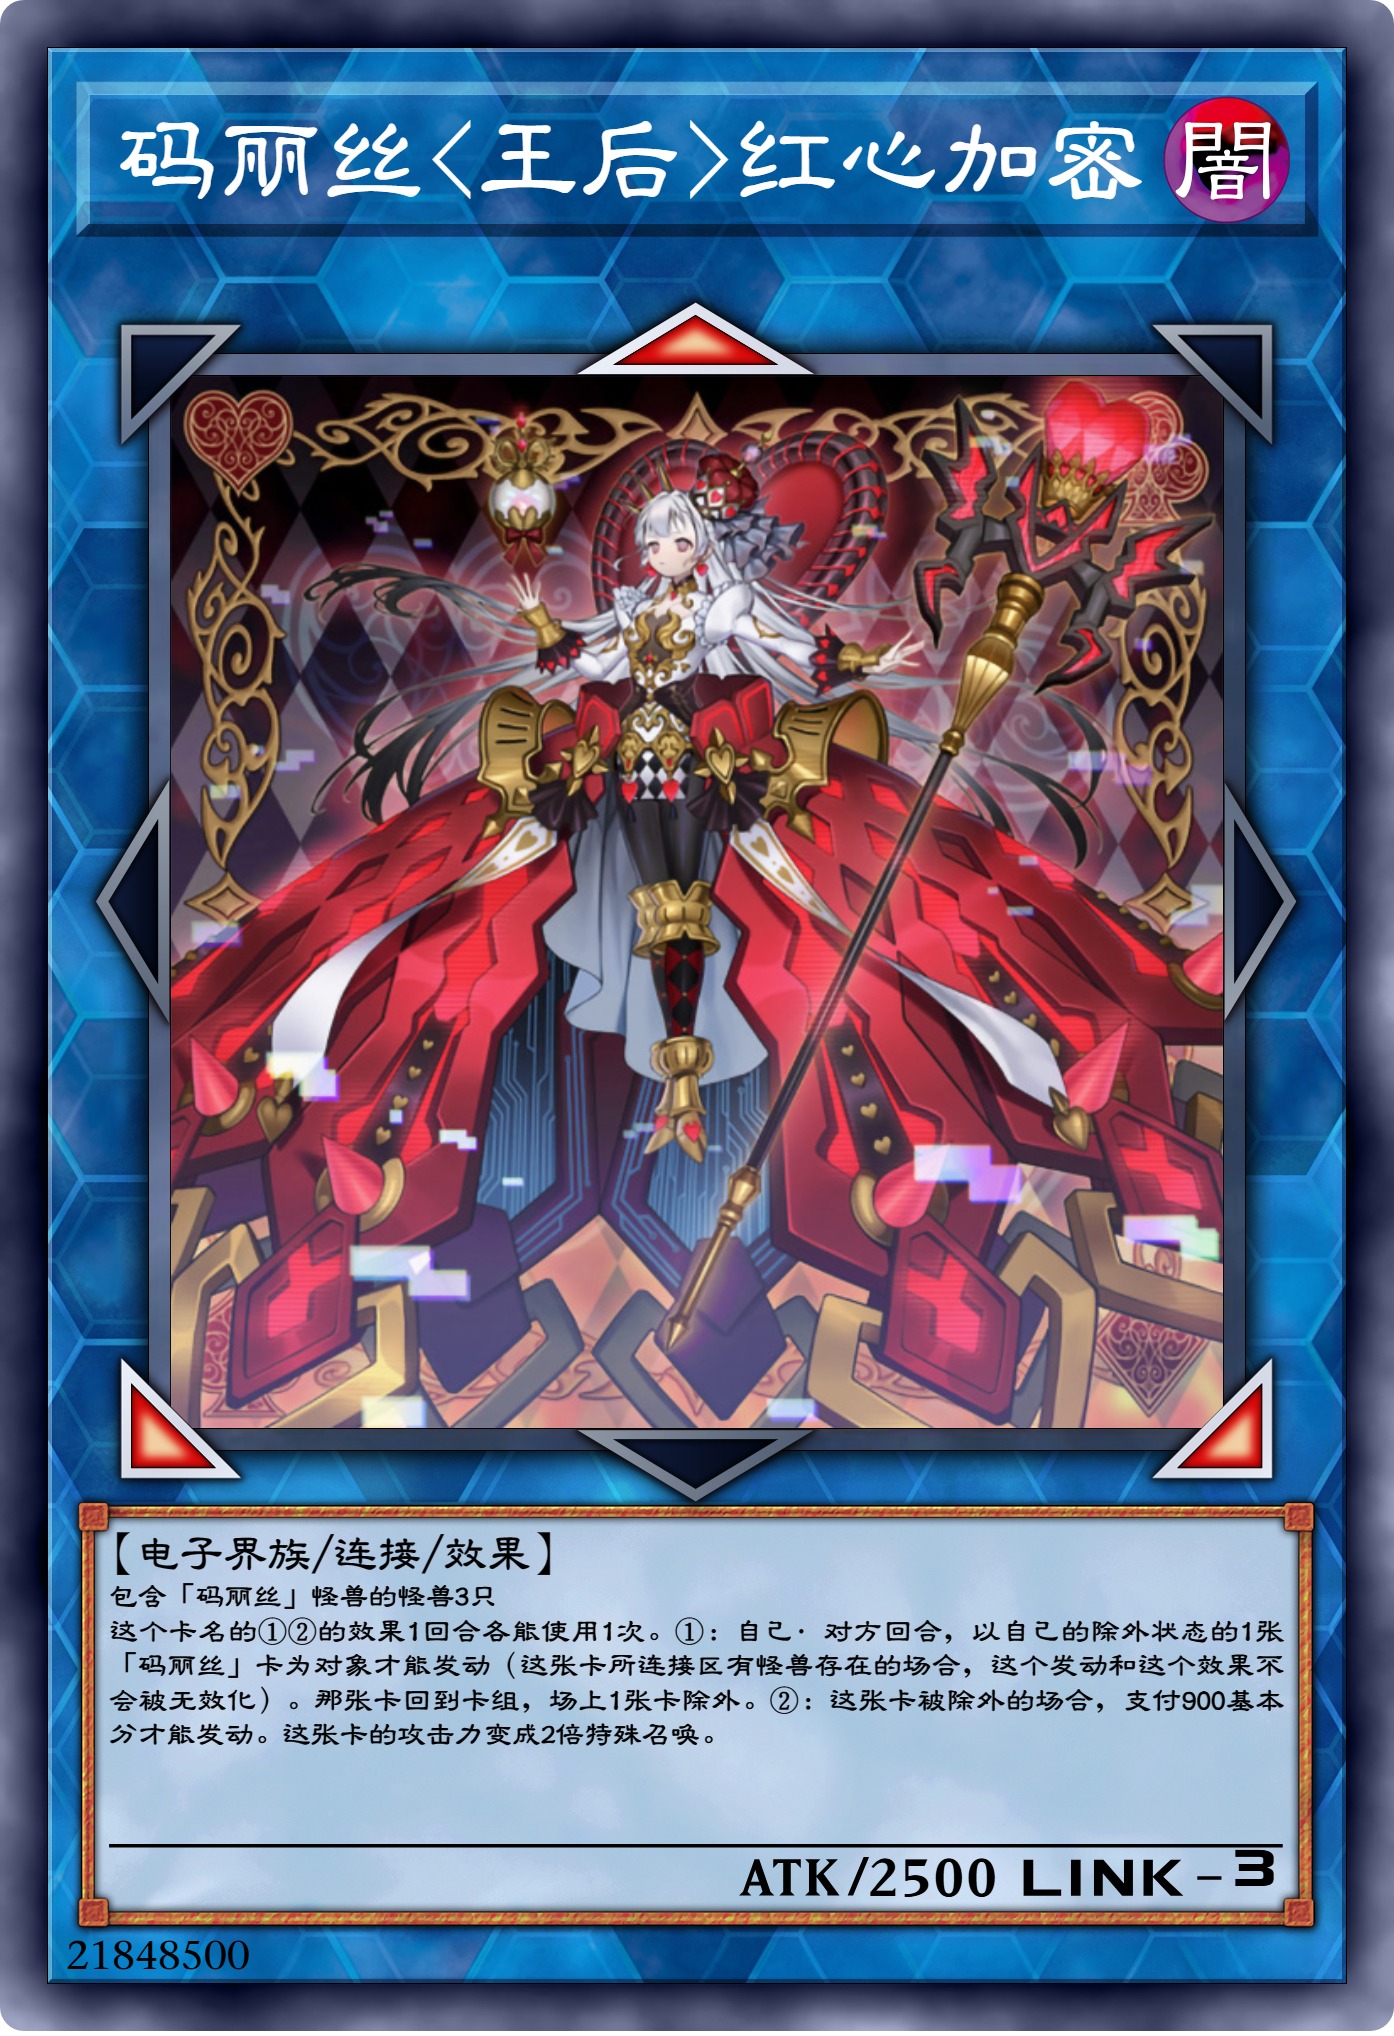 码丽丝<王后>红心加密 闇
【电子界族/连接/效果】
包含「码丽丝」怪兽的怪兽3只
这个卡名的①②的效果1回合各能使用1次。①：自己·对方回合，以自己的除外状态的1张
「码丽丝」卡为对象才能发动（这张卡所连接区有怪兽存在的场合，这个发动和这个效果不
会被无效化）。那张卡回到卡组，场上1张卡除外。②：这张卡被除外的场合，支付900基本
分才能发动。这张卡的攻击力变成2倍特殊召唤。
ATK/2500 LINK-3
21848500